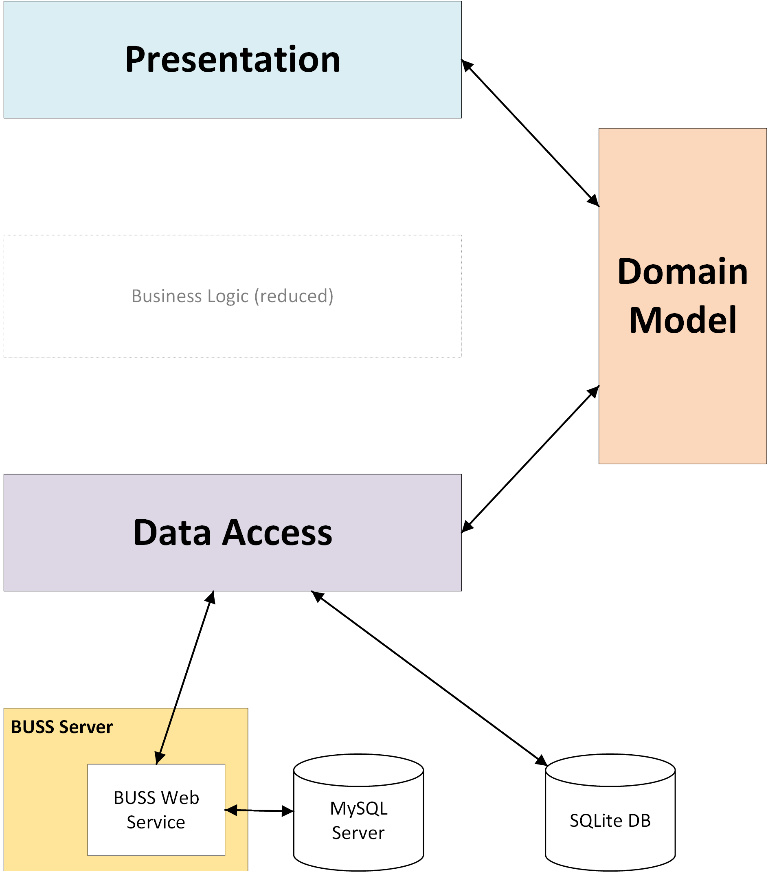 Presentation
Domain
Model
Business Logic (reduced)
Data Access
BUSS Server
BUSS Web
Service
MySQL
Server
SQLite DB